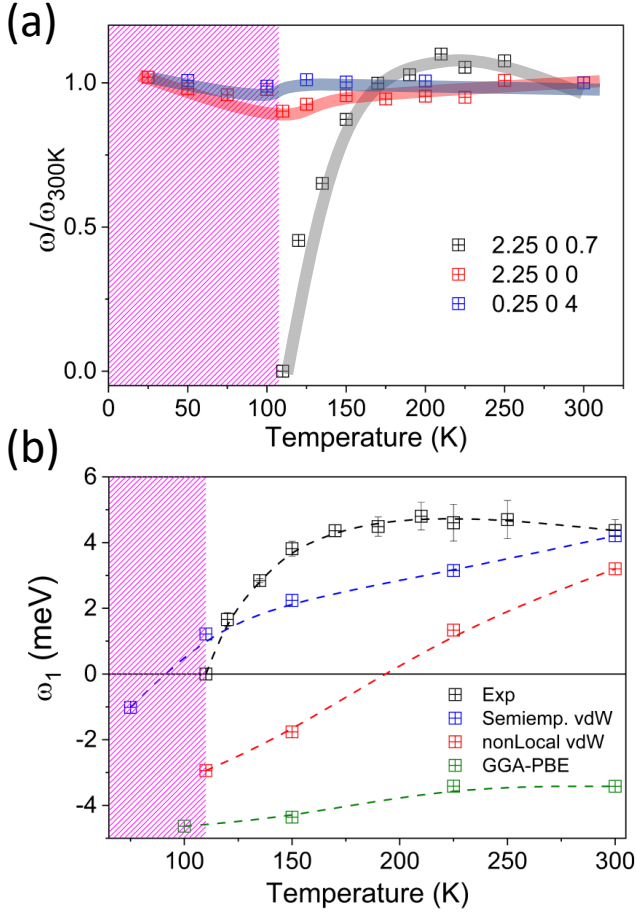 (a)
1.0
0.5
0.0
ω/ω300K
2.25 0 0.7
2.25 0 0
0.25 0 4
0 50 100 150 200 250 300
Temperature (K)
(b)
6
4
2
0
-2
-4
ω1 (meV)
Exp
Semiemp. vdW
nonLocal vdW
GGA-PBE
100 150 200 250 300
Temperature (K)